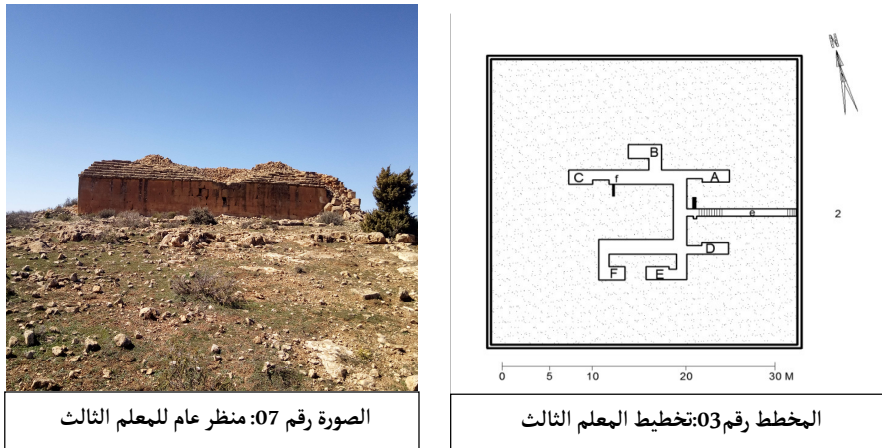 N
B
C
f
A
e
2
D
F
E
0 5 10 20 30 M
الصورة رقم 07: منظر عام للمعلم الثالث
المخطط رقم03:تخطيط المعلم الثالث